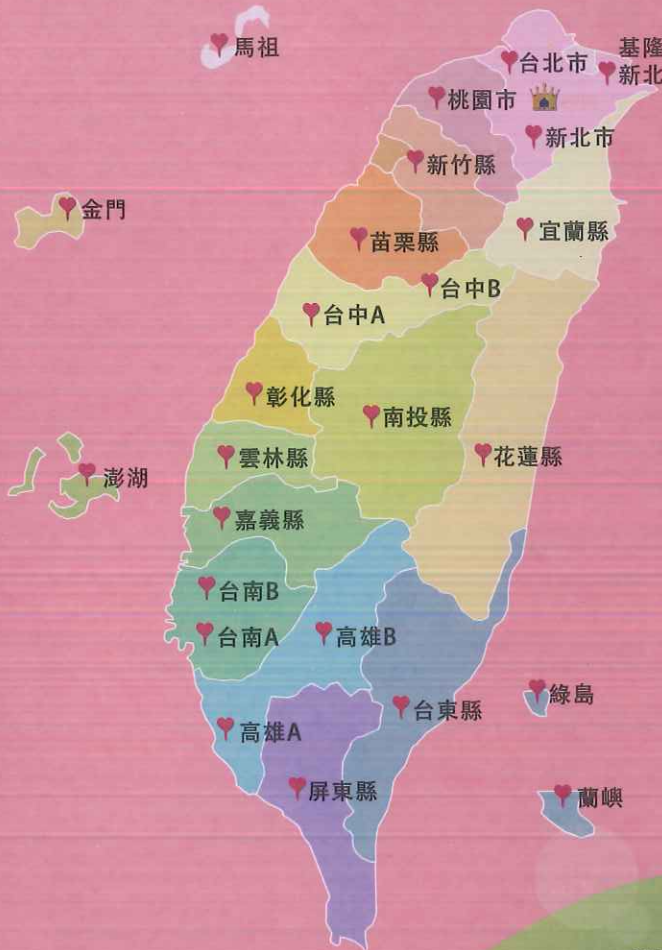 馬祖
台北市
基隆
新北
桃園市
新北市
新竹縣
金門
宜蘭縣
苗栗縣
台中B
台中A
彰化縣
南投縣
雲林縣
花蓮縣
澎湖
嘉義縣
台南B
台南A
高雄B
綠島
台東縣
高雄A
屏東縣
蘭嶼